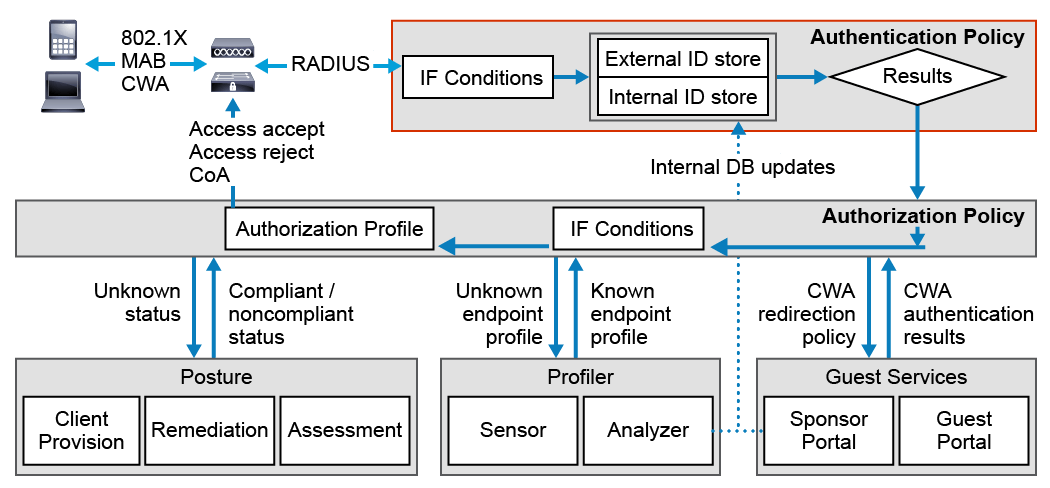 802.1X
MAB
CWA
RADIUS
IF Conditions
External ID store
Internal ID store
Authentication Policy
Results
Access accept
Access reject
CoA
Internal DB updates
Authorization Profile
IF Conditions
Authorization Policy
Unknown
status
Compliant /
noncompliant
status
Unknown
endpoint
profile
Known
endpoint
profile
CWA
redirection
policy
CWA
authentication
results
Posture
Client
Provision
Remediation
Assessment
Profiler
Sensor
Analyzer
Guest Services
Sponsor
Portal
Guest
Portal